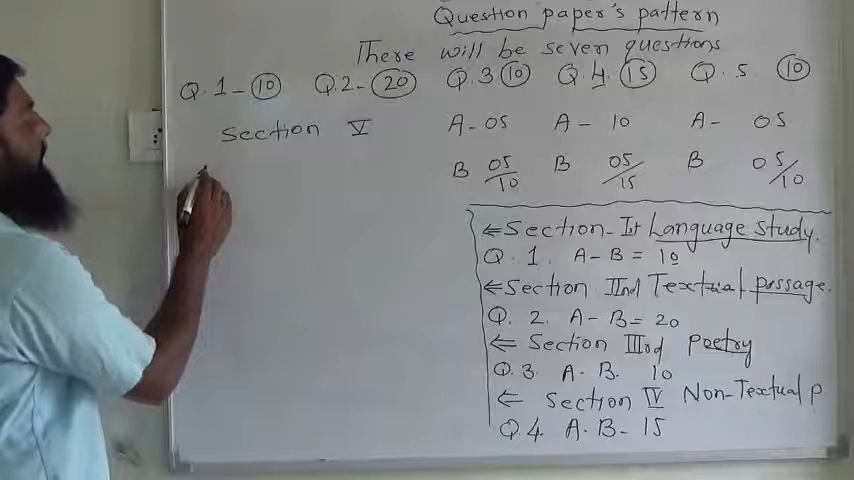 Question paper's pattern
There will be seven questions
Q.1-10 Q.2-20 Q.3 10 Q.4 15 Q.5. 10
Section V A-05 A-10 A-05
B 05/10 B 05/15 B 05/10
←Section-Ist Language study.
Q.1. A-B=10
←Section IInd Textual passage.
Q.2. A-B=20
←Section IIIrd Poetry
Q.3 A.B. 10
← Section IV Non-Textual P
Q.4. A.B-15